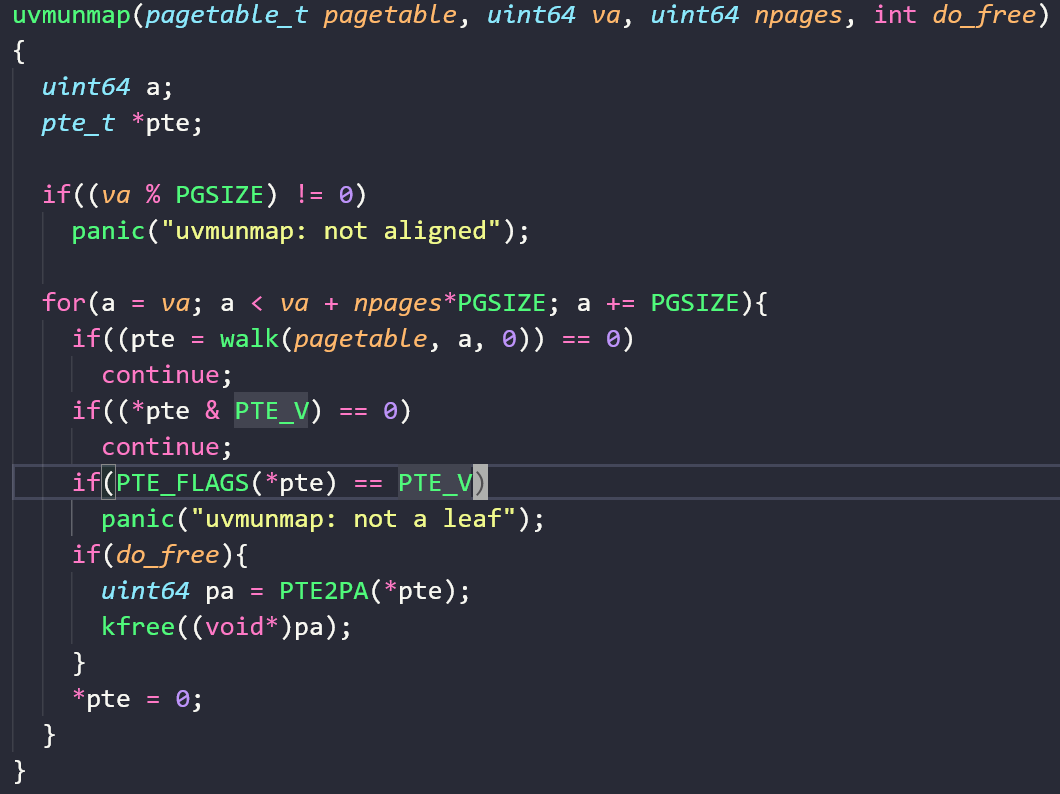 uvmunmap(pagetable_t pagetable, uint64 va, uint64 npages, int do_free)
{
  uint64 a;
  pte_t *pte;

  if((va % PGSIZE) != 0)
    panic("uvmunmap: not aligned");

  for(a = va; a < va + npages*PGSIZE; a += PGSIZE){
    if((pte = walk(pagetable, a, 0)) == 0)
      continue;
    if((*pte & PTE_V) == 0)
      continue;
    if(PTE_FLAGS(*pte) == PTE_V)
      panic("uvmunmap: not a leaf");
    if(do_free){
      uint64 pa = PTE2PA(*pte);
      kfree((void*)pa);
    }
    *pte = 0;
  }
}